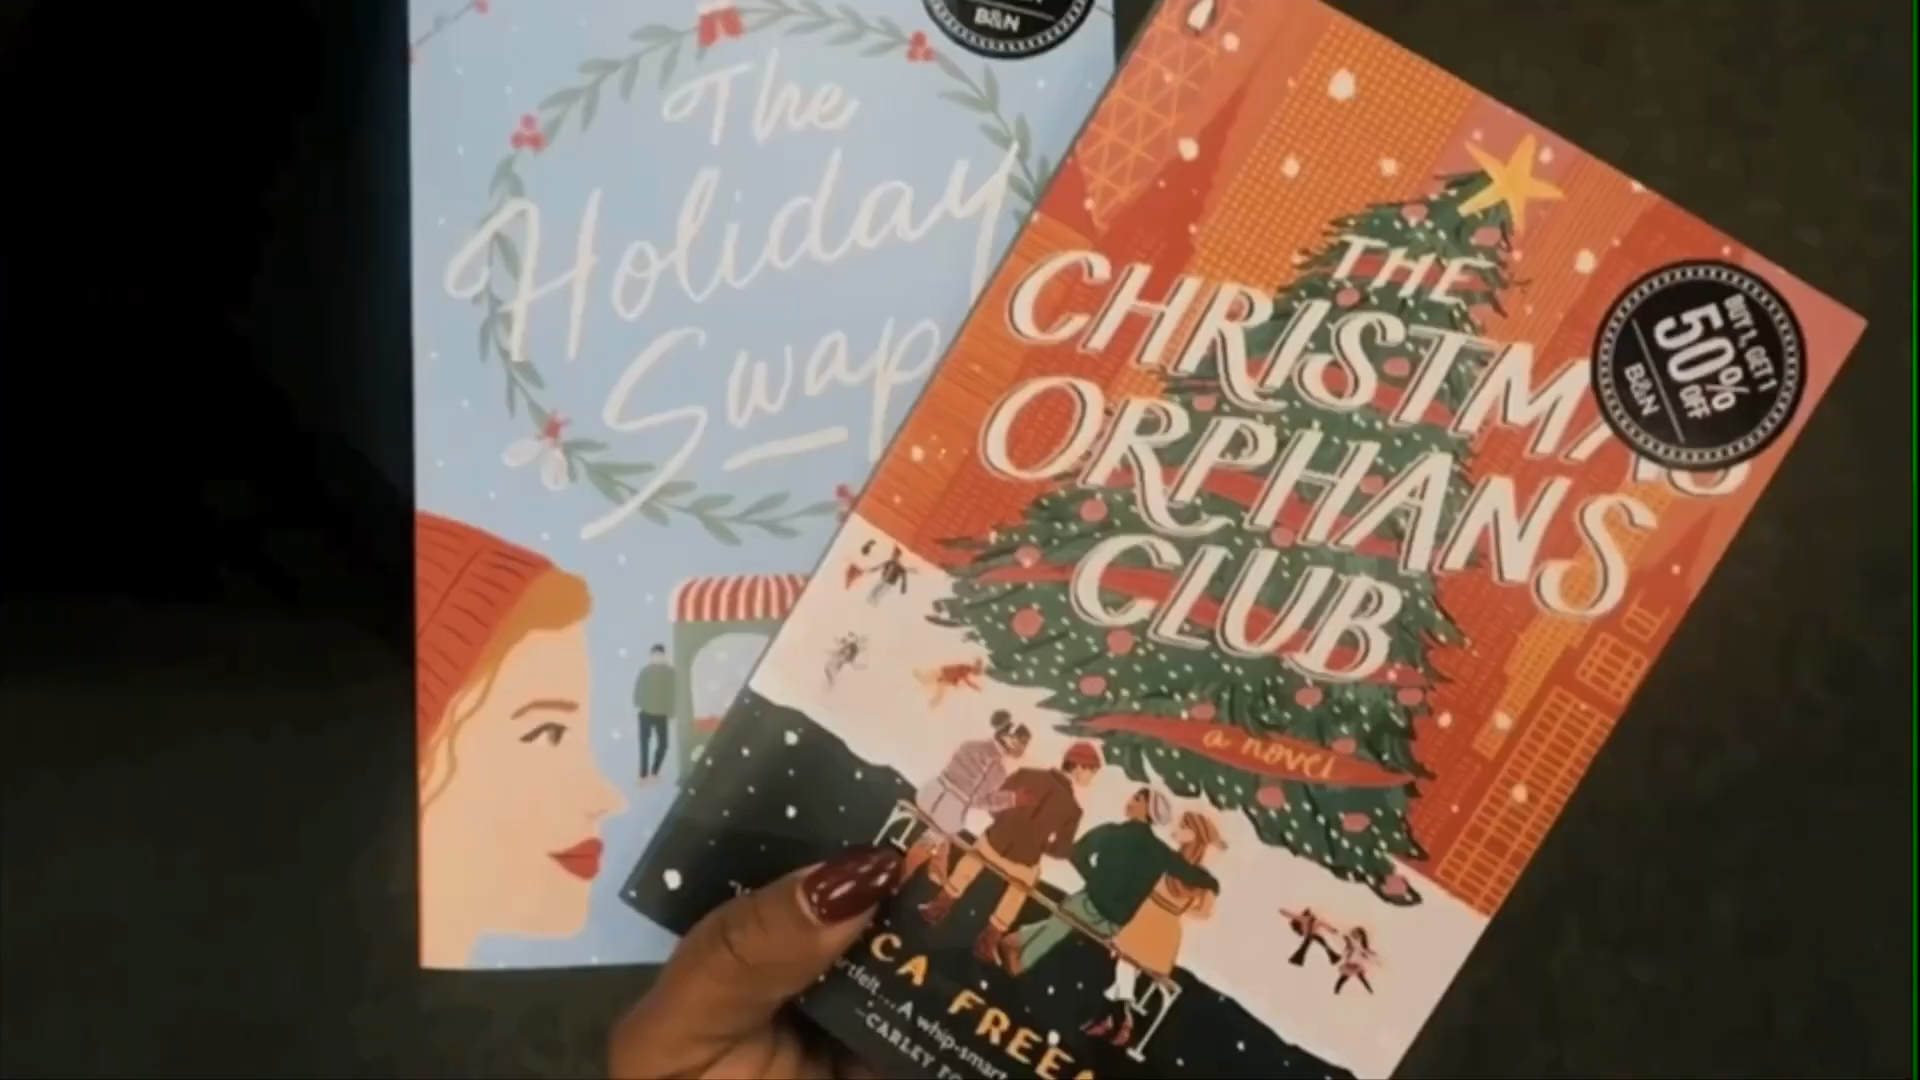 B&N
The
Holiday
Swap
THE
CHRISTMAS
ORPHANS
CLUB
a novel
BUY 1, GET 1
50%
OFF
B&N
CA FREE
...A whip-smart
—CARLEY